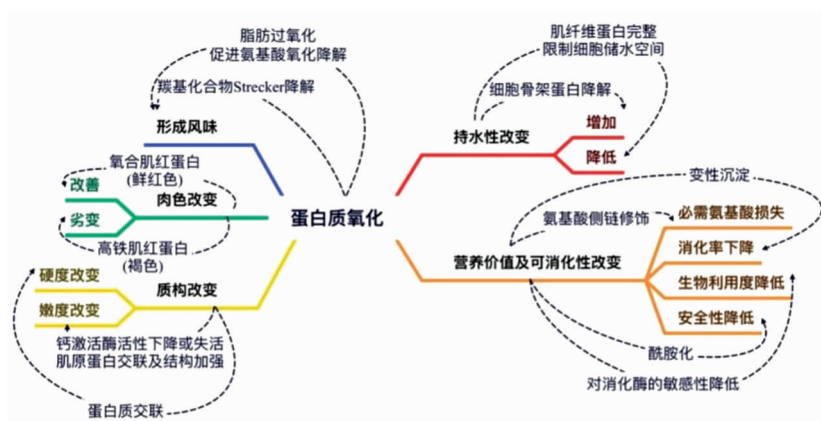 脂肪过氧化
促进氨基酸氧化降解
羰基化合物Strecker降解
形成风味
氧合肌红蛋白
(鲜红色)
改善
肉色改变
劣变
高铁肌红蛋白
(褐色)
硬度改变
质构改变
嫩度改变
钙激活酶活性下降或失活
肌原蛋白交联及结构加强
蛋白质交联
蛋白质氧化
肌纤维蛋白完整
限制细胞储水空间
细胞骨架蛋白降解
持水性改变
增加
降低
变性沉淀
氨基酸侧链修饰
必需氨基酸损失
消化率下降
营养价值及可消化性改变
生物利用度降低
安全性降低
酰胺化
对消化酶的敏感性降低